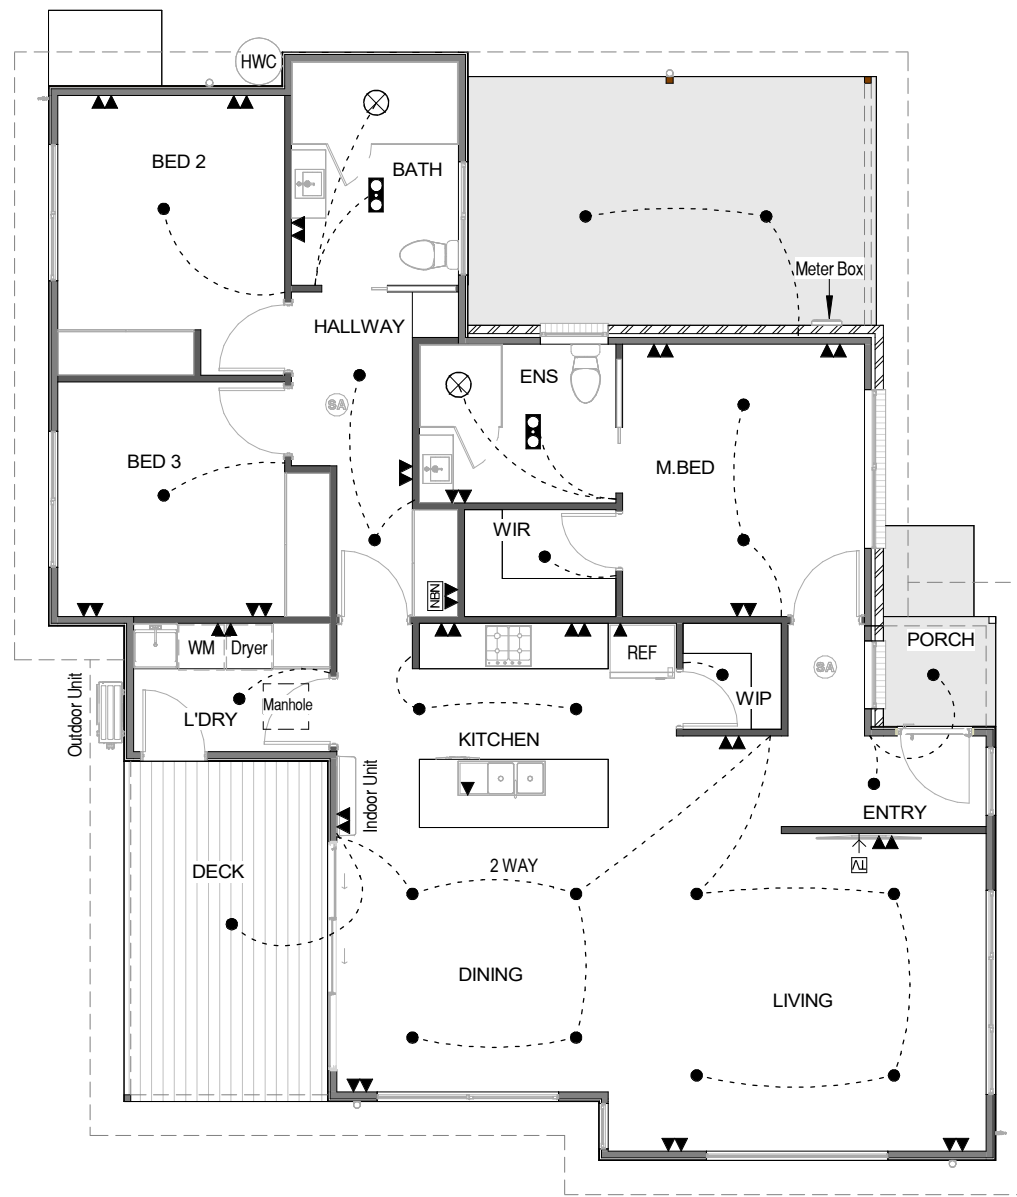 HWC
BED 2
BATH
Meter Box
HALLWAY
ENS
SA
BED 3
M.BED
WIR
NBN
WM
Dryer
REF
PORCH
SA
WIP
Outdoor Unit
L'DRY
Manhole
KITCHEN
Indoor Unit
ENTRY
2 WAY
TV
DECK
DINING
LIVING